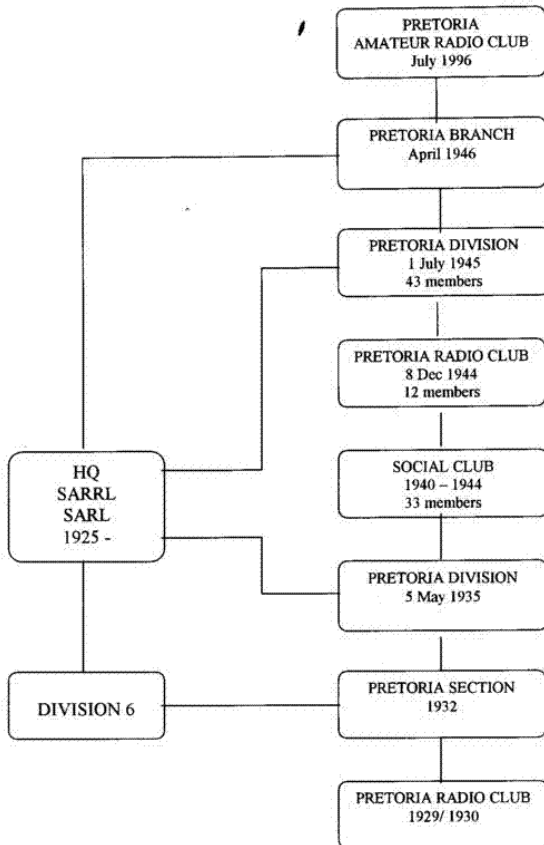 PRETORIA
AMATEUR RADIO CLUB
July 1996
PRETORIA BRANCH
April 1946
PRETORIA DIVISION
1 July 1945
43 members
PRETORIA RADIO CLUB
8 Dec 1944
12 members
HQ
SARRL
SARL
1925 -
SOCIAL CLUB
1940 – 1944
33 members
PRETORIA DIVISION
5 May 1935
DIVISION 6
PRETORIA SECTION
1932
PRETORIA RADIO CLUB
1929/ 1930